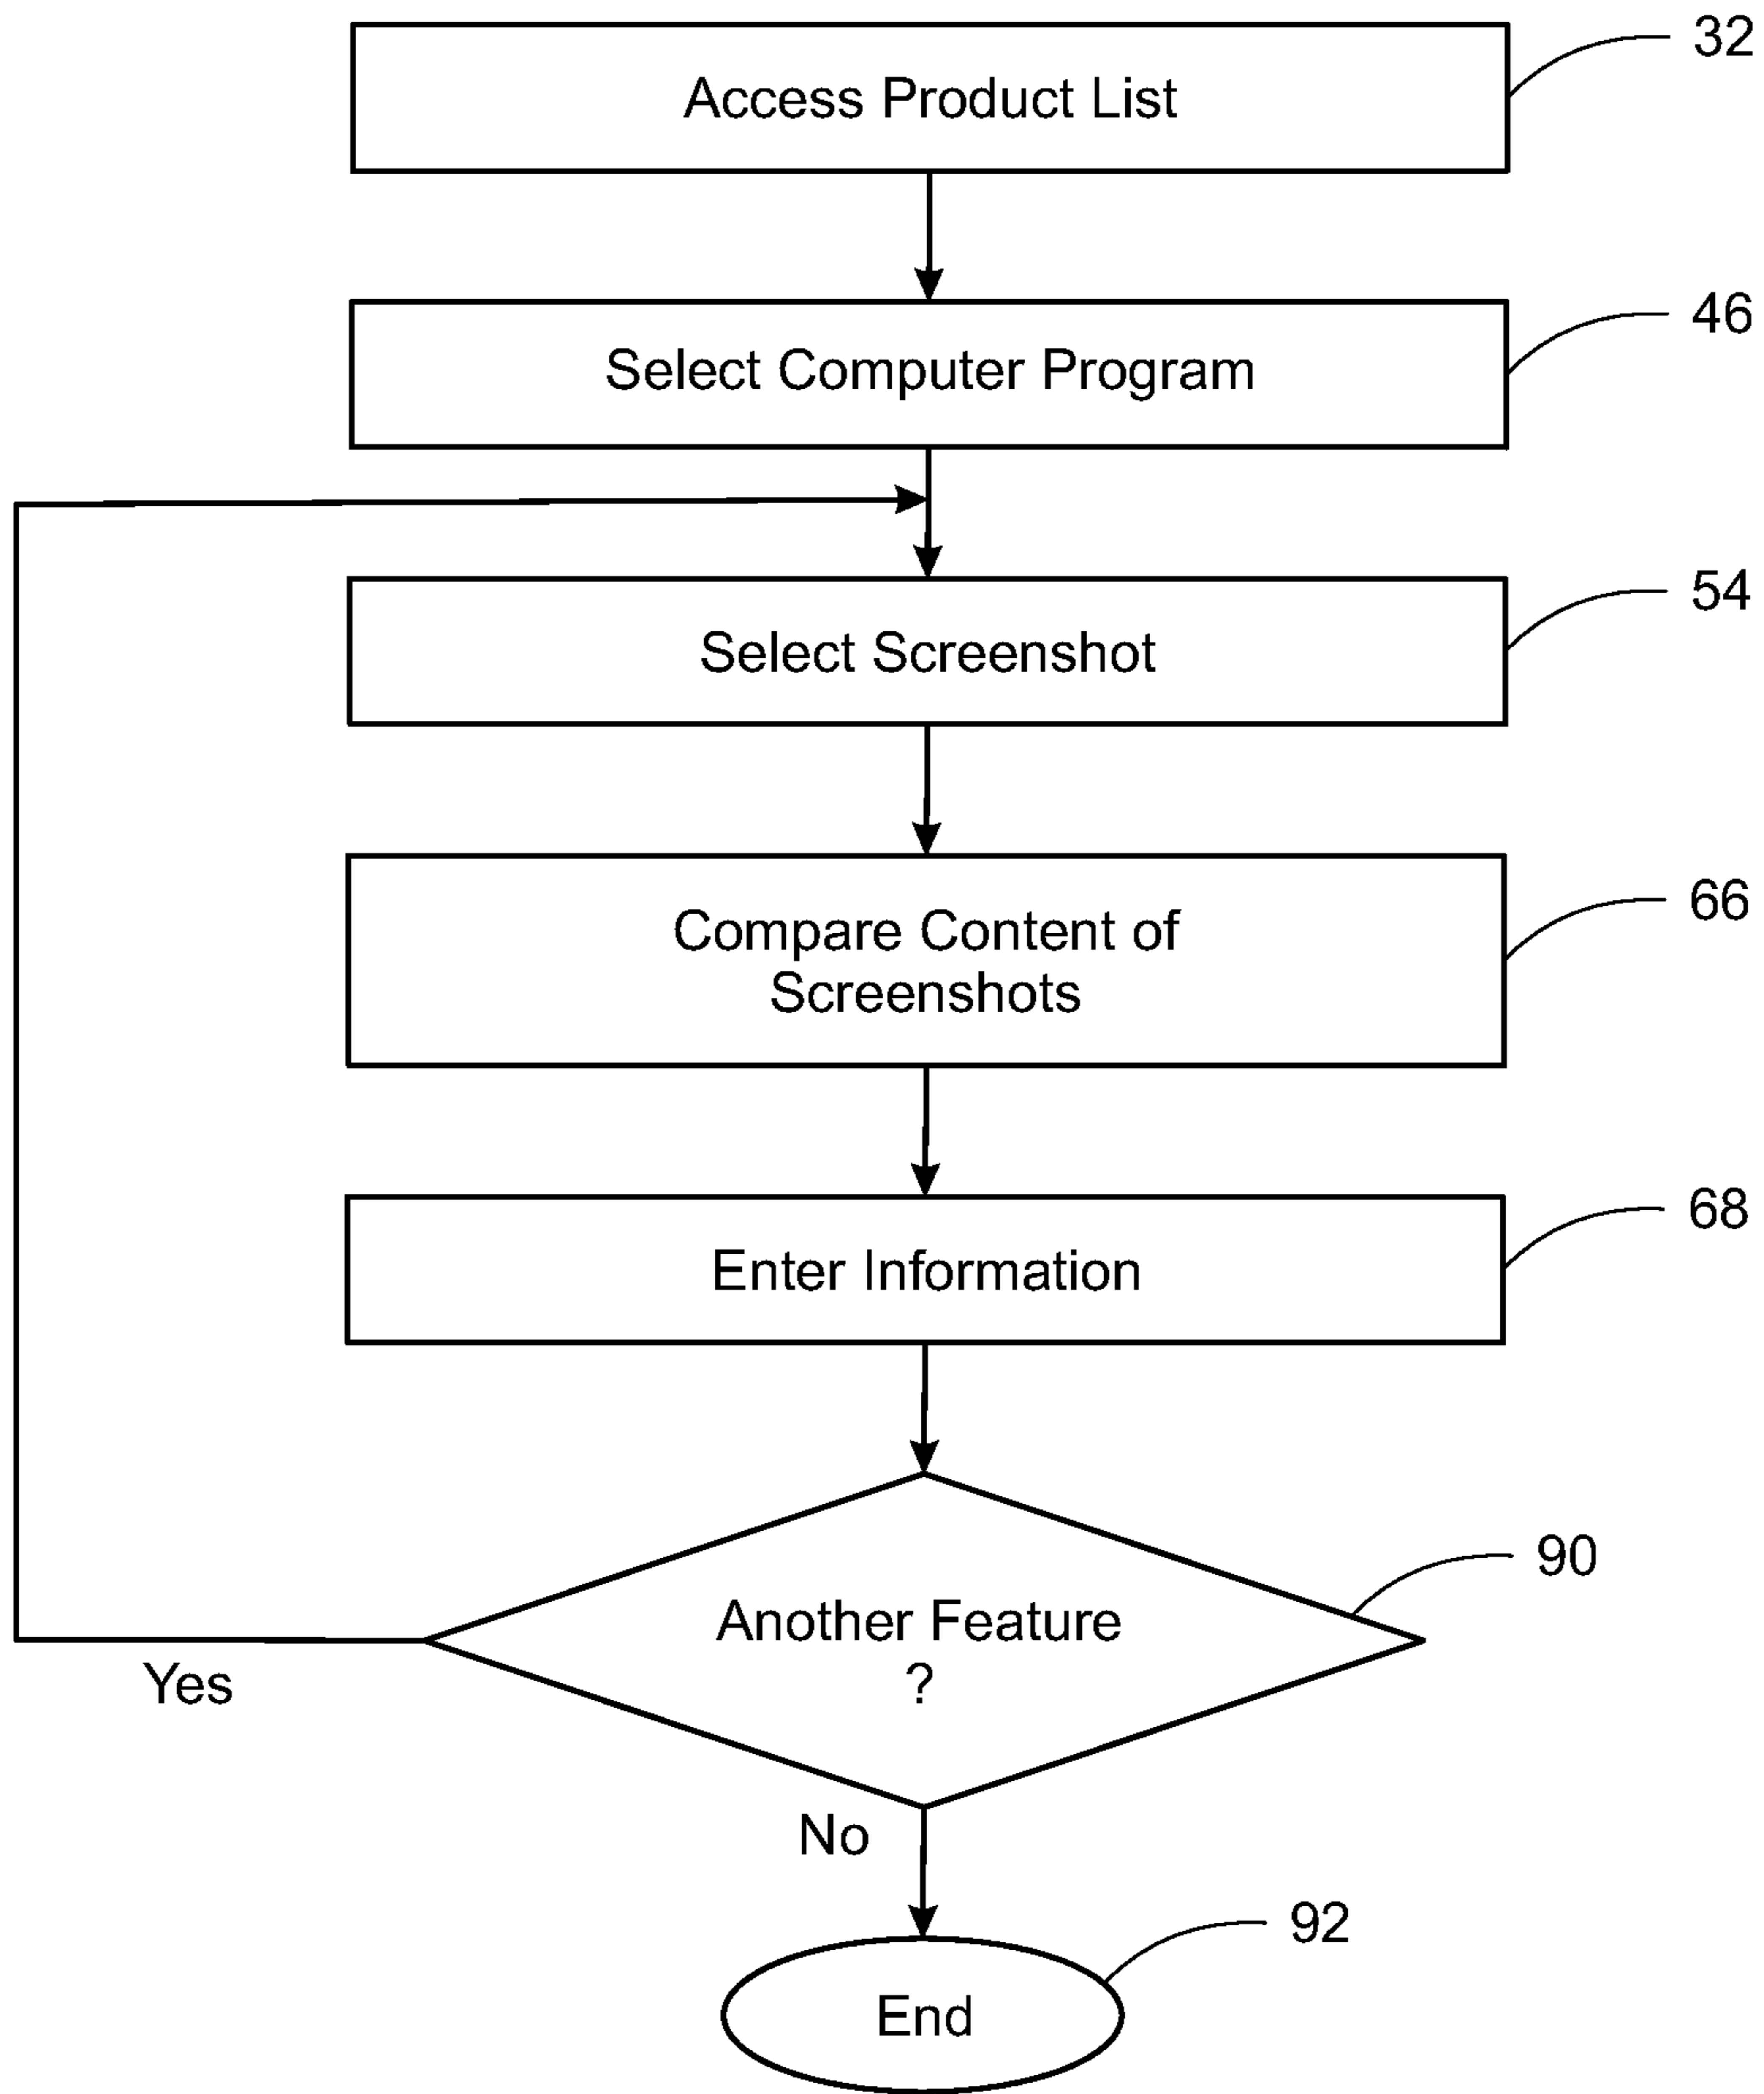 Access Product List
32
Select Computer Program
46
Select Screenshot
54
Compare Content of
Screenshots
66
Enter Information
68
Another Feature
?
90
Yes
No
End
92